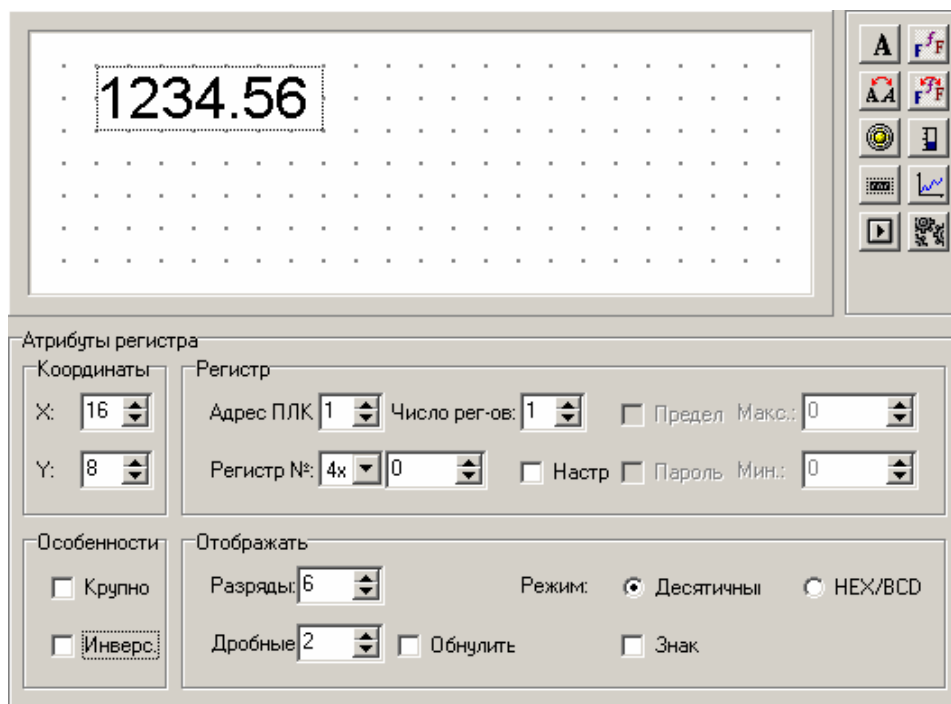 1234.56
A
F f F
A A
F F F
Атрибуты регистра
Координаты
X: 16
Y: 8
Регистр
Адрес ПЛК 1 Число рег-ов: 1 Предел Макс.: 0
Регистр №: 4x 0 Настр Пароль Мин.: 0
Особенности
Крупно
Инверс.
Отображать
Разряды: 6 Режим: Десятичны HEX/BCD
Дробные 2 Обнулить Знак